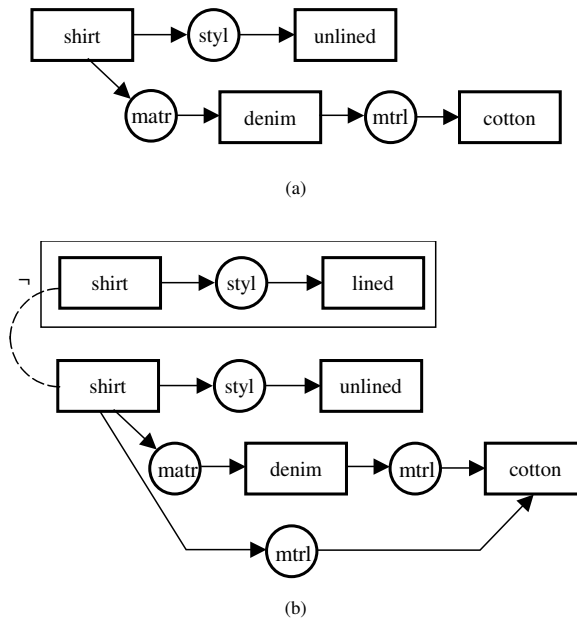 shirt styl unlined
matr denim mtrl cotton
(a)
¬
shirt styl lined
shirt styl unlined
matr denim mtrl cotton
mtrl
(b)